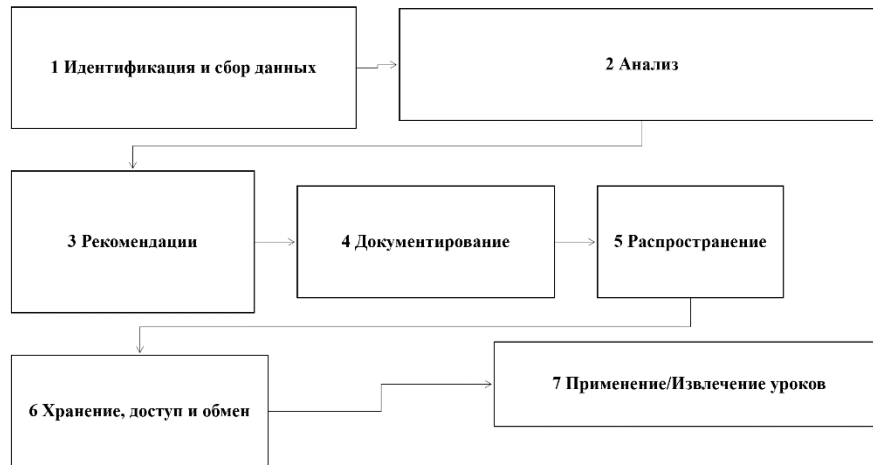 1 Идентификация и сбор данных
2 Анализ
3 Рекомендации
4 Документирование
5 Распространение
6 Хранение, доступ и обмен
7 Применение/Извлечение уроков